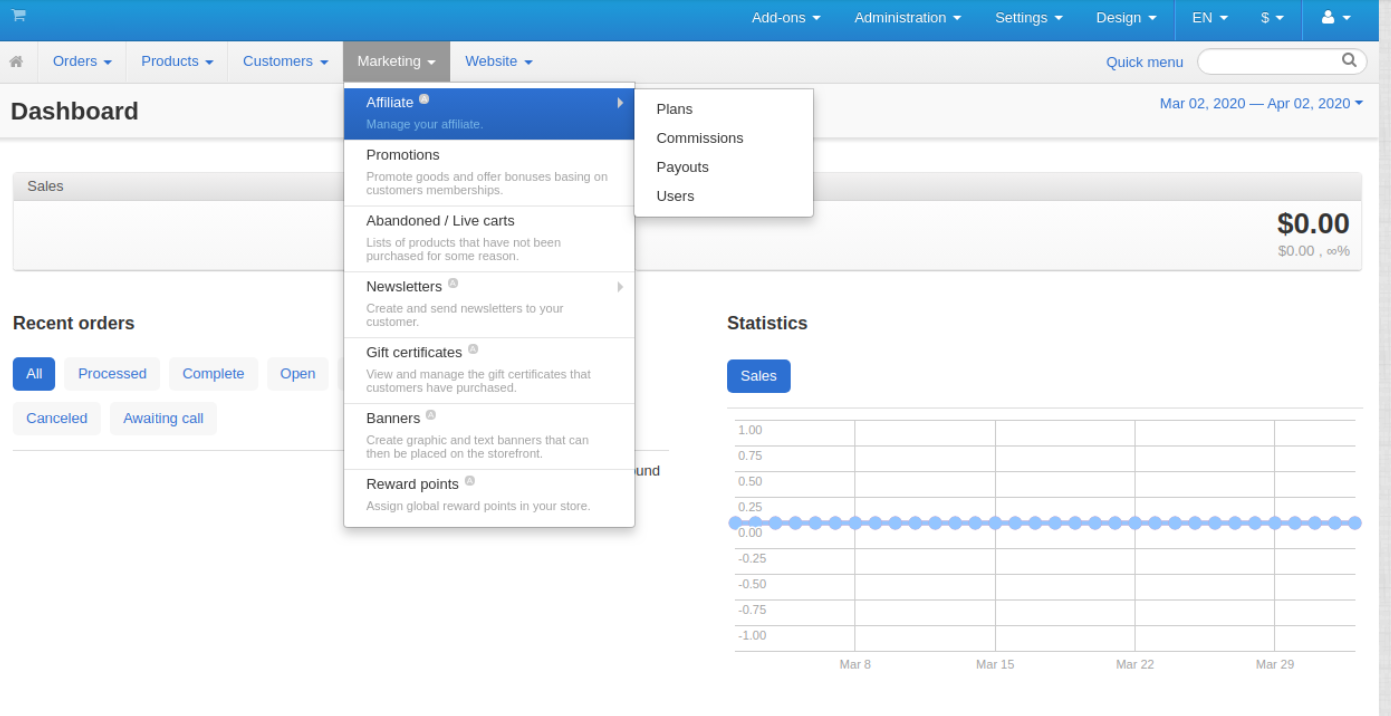 Add-ons
Administration
Settings
Design
EN
$
Orders
Products
Customers
Marketing
Website
Quick menu
Dashboard
Mar 02, 2020 — Apr 02, 2020
Affiliate A
Manage your affiliate.
Plans
Commissions
Payouts
Users
Promotions
Promote goods and offer bonuses basing on
customers memberships.
Abandoned / Live carts
Lists of products that have not been
purchased for some reason.
Newsletters A
Create and send newsletters to your
customer.
Gift certificates A
View and manage the gift certificates that
customers have purchased.
Banners A
Create graphic and text banners that can
then be placed on the storefront.
Reward points A
Assign global reward points in your store.
Sales
$0.00
$0.00 , ∞%
Recent orders
All
Processed
Complete
Open
Canceled
Awaiting call
Statistics
Sales
1.00
0.75
0.50
0.25
0.00
-0.25
-0.50
-0.75
-1.00
Mar 8
Mar 15
Mar 22
Mar 29